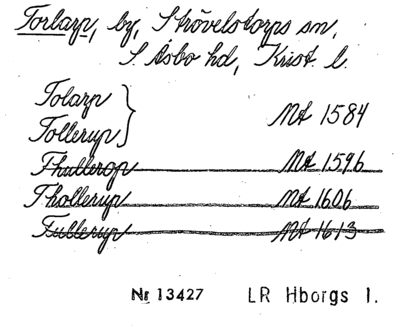 Torlarp, by, Strövelstorps sn,
S. Åsbo hd, Krist. l.
Tolarp } Mt 1584
Tollerup
Thullerop Mt 1596
Thollerup Mt 1606
Tullerup Mt 1613
Nr 13427 LR Hborgs l.